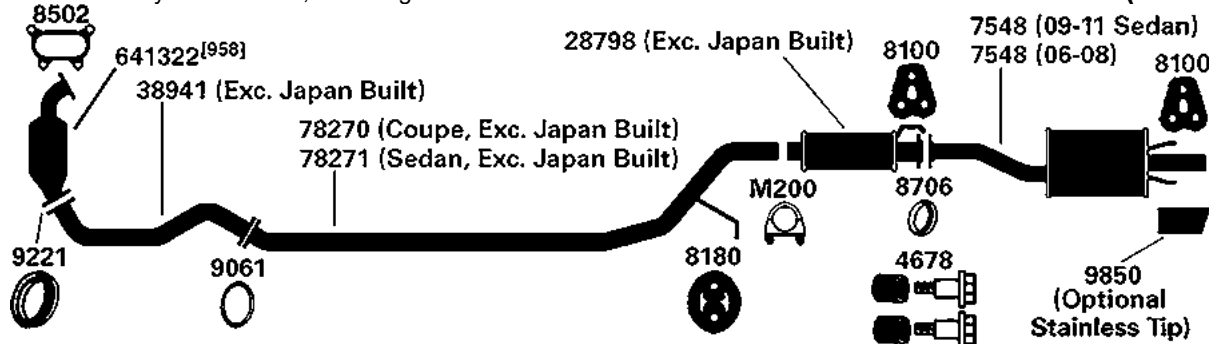 8502
641322[958]
38941 (Exc. Japan Built)
78270 (Coupe, Exc. Japan Built)
78271 (Sedan, Exc. Japan Built)
28798 (Exc. Japan Built)
8100
7548 (09-11 Sedan)
7548 (06-08)
8100
M200
8706
9221
9061
8180
4678
9850
(Optional
Stainless Tip)